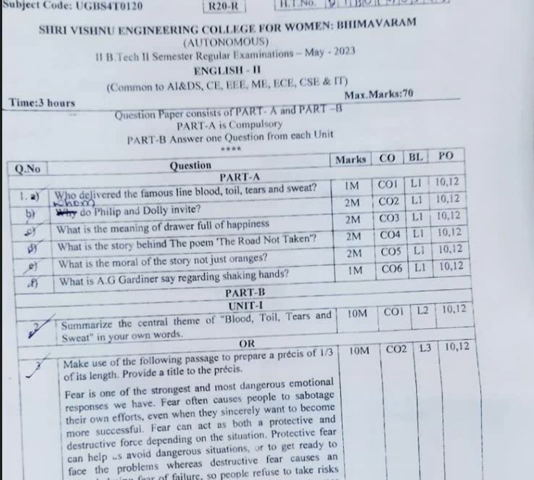 Subject Code: UGBS4T0120 R20-R H.T.No.
SHRI VISHNU ENGINEERING COLLEGE FOR WOMEN: BHIMAVARAM
(AUTONOMOUS)
II B.Tech II Semester Regular Examinations – May - 2023
ENGLISH - II
(Common to AI&DS, CE, EEE, ME, ECE, CSE & IT)
Time:3 hours Max.Marks:70
Question Paper consists of PART- A and PART –B
PART-A is Compulsory
PART-B Answer one Question from each Unit
****
Q.No Question Marks CO BL PO
PART-A
1. a) Who delivered the famous line blood, toil, tears and sweat? 1M CO1 L1 10,12
whom
b) Why do Philip and Dolly invite? 2M CO2 L1 10,12
c) What is the meaning of drawer full of happiness 2M CO3 L1 10,12
d) What is the story behind The poem 'The Road Not Taken'? 2M CO4 L1 10,12
e) What is the moral of the story not just oranges? 2M CO5 L1 10,12
f) What is A.G Gardiner say regarding shaking hands? 1M CO6 L1 10,12
PART-B
UNIT-I
2 Summarize the central theme of "Blood, Toil, Tears and 10M CO1 L2 10,12
Sweat" in your own words.
OR
3 Make use of the following passage to prepare a précis of 1/3 10M CO2 L3 10,12
of its length. Provide a title to the précis.
Fear is one of the strongest and most dangerous emotional
responses we have. Fear often causes people to sabotage
their own efforts, even when they sincerely want to become
more successful. Fear can act as both a protective and
destructive force depending on the situation. Protective fear
can help us avoid dangerous situations, or to get ready to
face the problems whereas destructive fear causes an
fear of failure, so people refuse to take risks